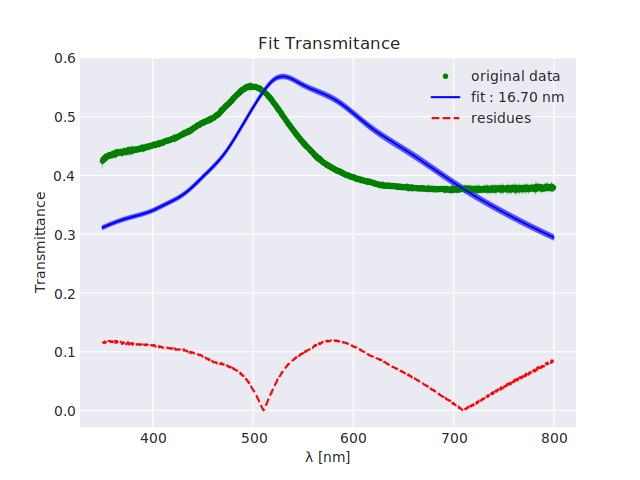 Fit Transmitance
original data
fit : 16.70 nm
residues
Transmittance
0.6
0.5
0.4
0.3
0.2
0.1
0.0
400 500 600 700 800
λ [nm]